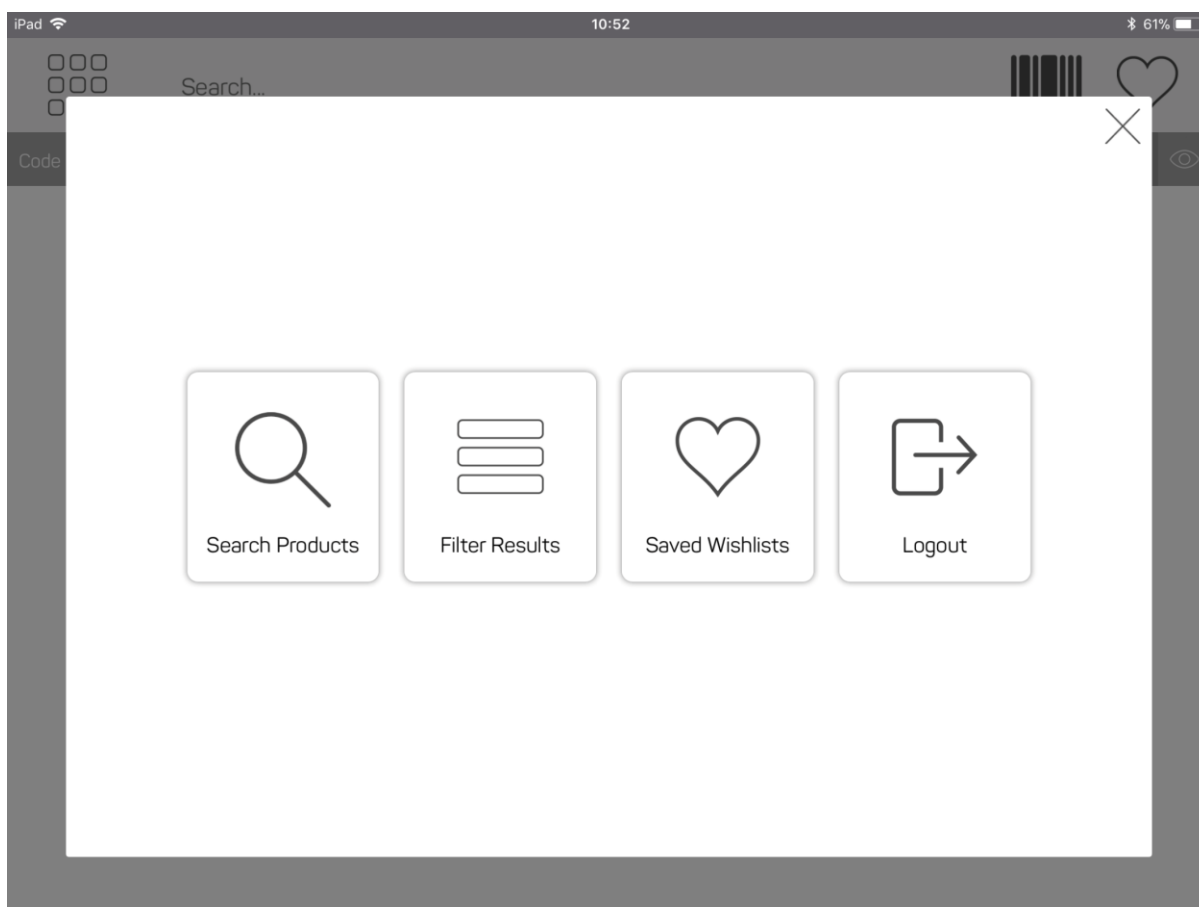 iPad 10:52 61%
Search...
Code
Search Products Filter Results Saved Wishlists Logout